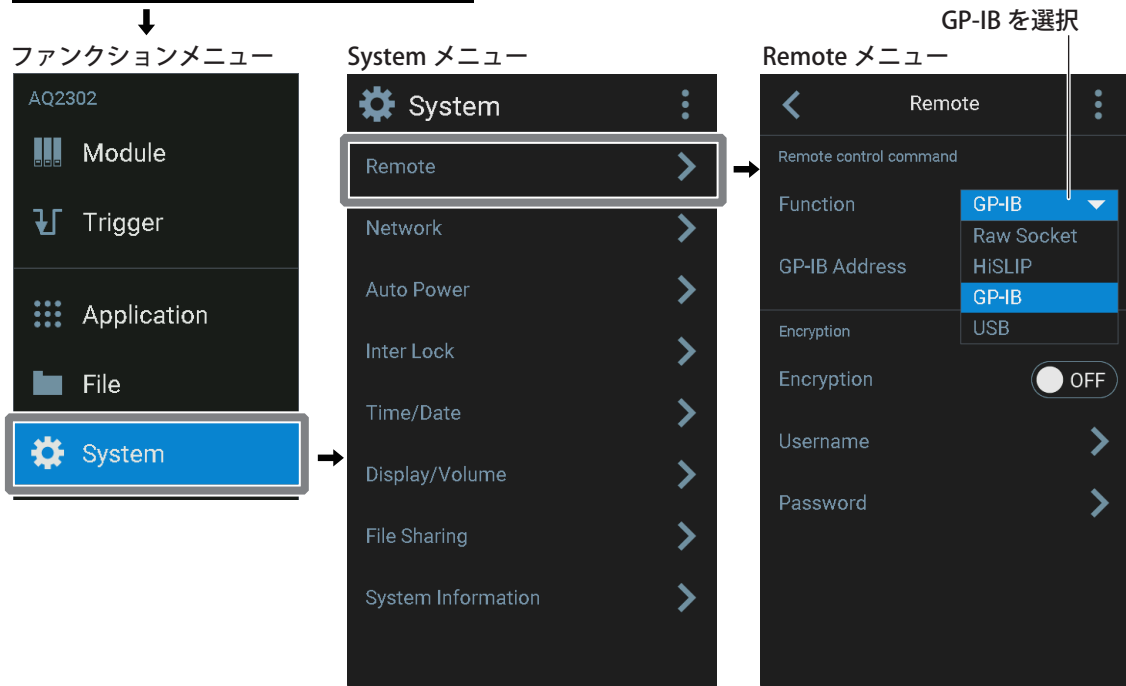 GP-IB を選択
ファンクションメニュー
AQ2302
Module
Trigger
Application
File
System
System メニュー
System
Remote
Network
Auto Power
Inter Lock
Time/Date
Display/Volume
File Sharing
System Information
Remote メニュー
Remote
Remote control command
Function
GP-IB
Raw Socket
HiSLIP
GP-IB
USB
GP-IB Address
Encryption
Encryption
OFF
Username
Password